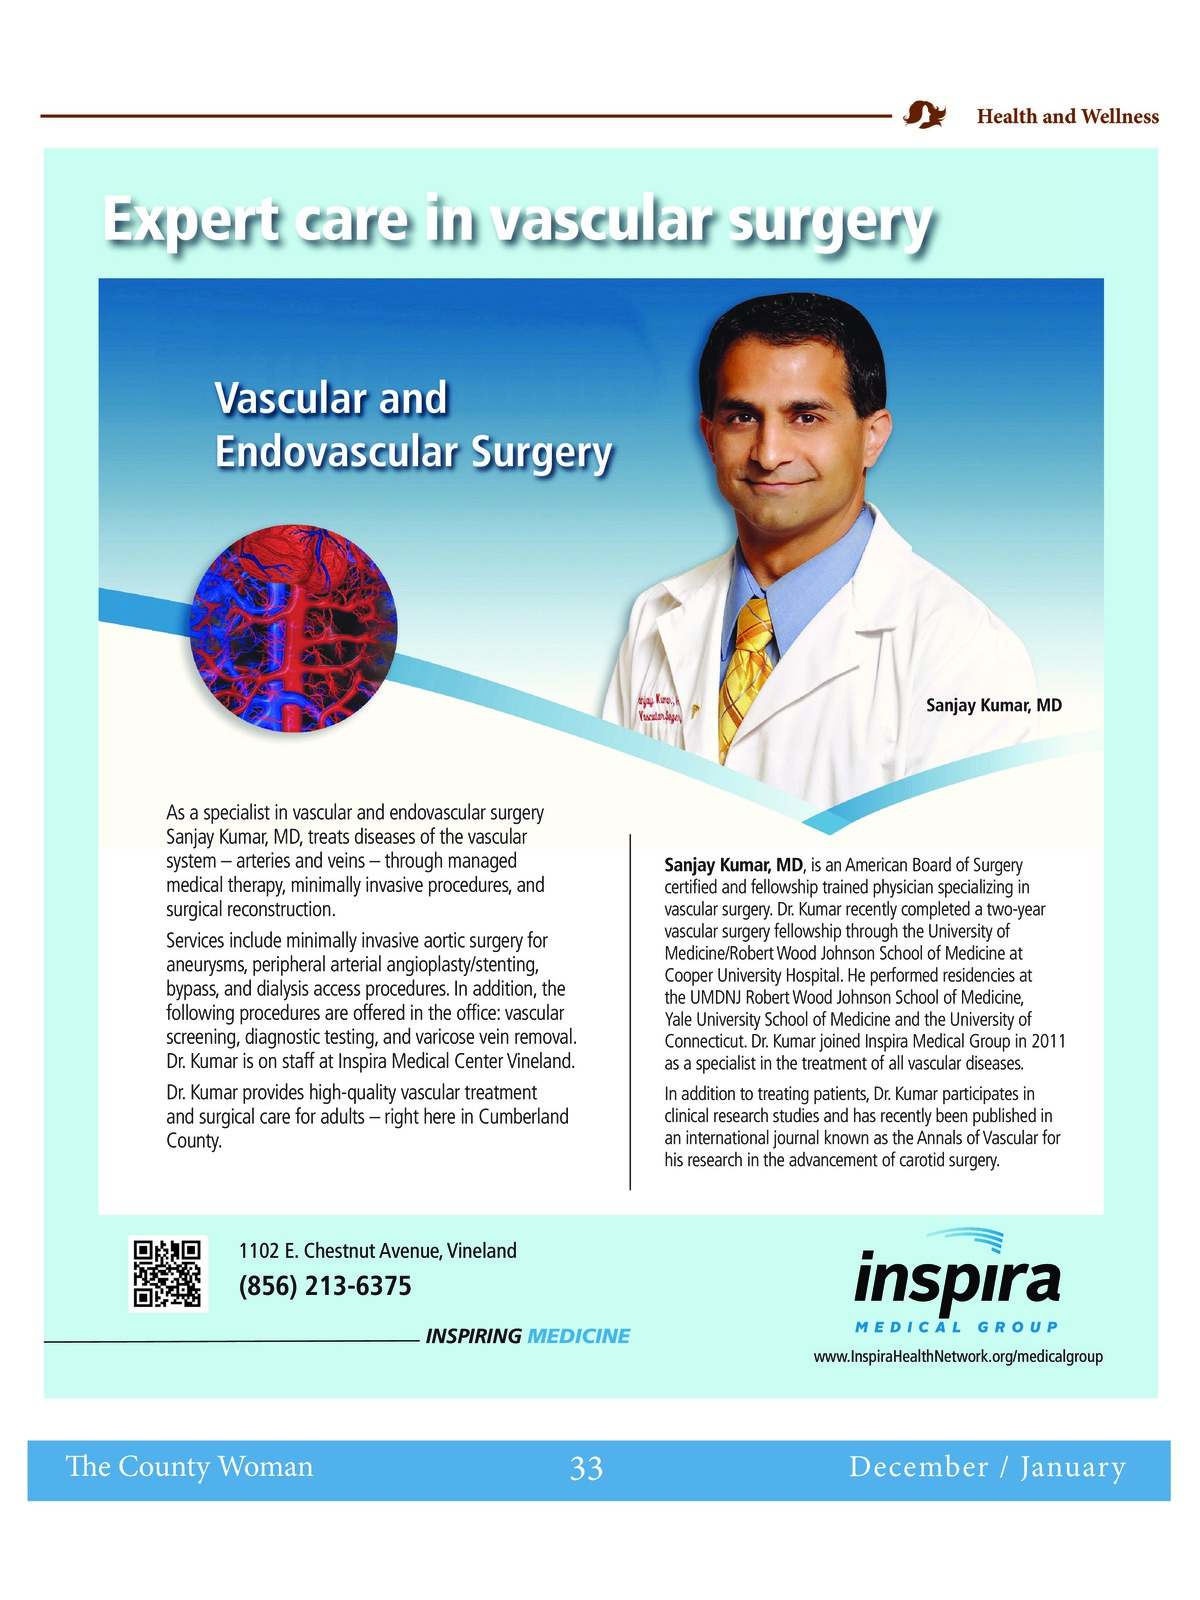 Health and Wellness
Expert care in vascular surgery
Vascular and
Endovascular Surgery
Vascular Surgery
Sanjay Kumar, MD
As a specialist in vascular and endovascular surgery
Sanjay Kumar, MD, treats diseases of the vascular
system – arteries and veins – through managed
medical therapy, minimally invasive procedures, and
surgical reconstruction.
Services include minimally invasive aortic surgery for
aneurysms, peripheral arterial angioplasty/stenting,
bypass, and dialysis access procedures. In addition, the
following procedures are offered in the office: vascular
screening, diagnostic testing, and varicose vein removal.
Dr. Kumar is on staff at Inspira Medical Center Vineland.
Dr. Kumar provides high-quality vascular treatment
and surgical care for adults – right here in Cumberland
County.
Sanjay Kumar, MD, is an American Board of Surgery
certified and fellowship trained physician specializing in
vascular surgery. Dr. Kumar recently completed a two-year
vascular surgery fellowship through the University of
Medicine/Robert Wood Johnson School of Medicine at
Cooper University Hospital. He performed residencies at
the UMDNJ Robert Wood Johnson School of Medicine,
Yale University School of Medicine and the University of
Connecticut. Dr. Kumar joined Inspira Medical Group in 2011
as a specialist in the treatment of all vascular diseases.
In addition to treating patients, Dr. Kumar participates in
clinical research studies and has recently been published in
an international journal known as the Annals of Vascular for
his research in the advancement of carotid surgery.
1102 E. Chestnut Avenue, Vineland
(856) 213-6375
INSPIRING MEDICINE
inspira
MEDICAL GROUP
www.InspiraHealthNetwork.org/medicalgroup
The County Woman
33
December / January